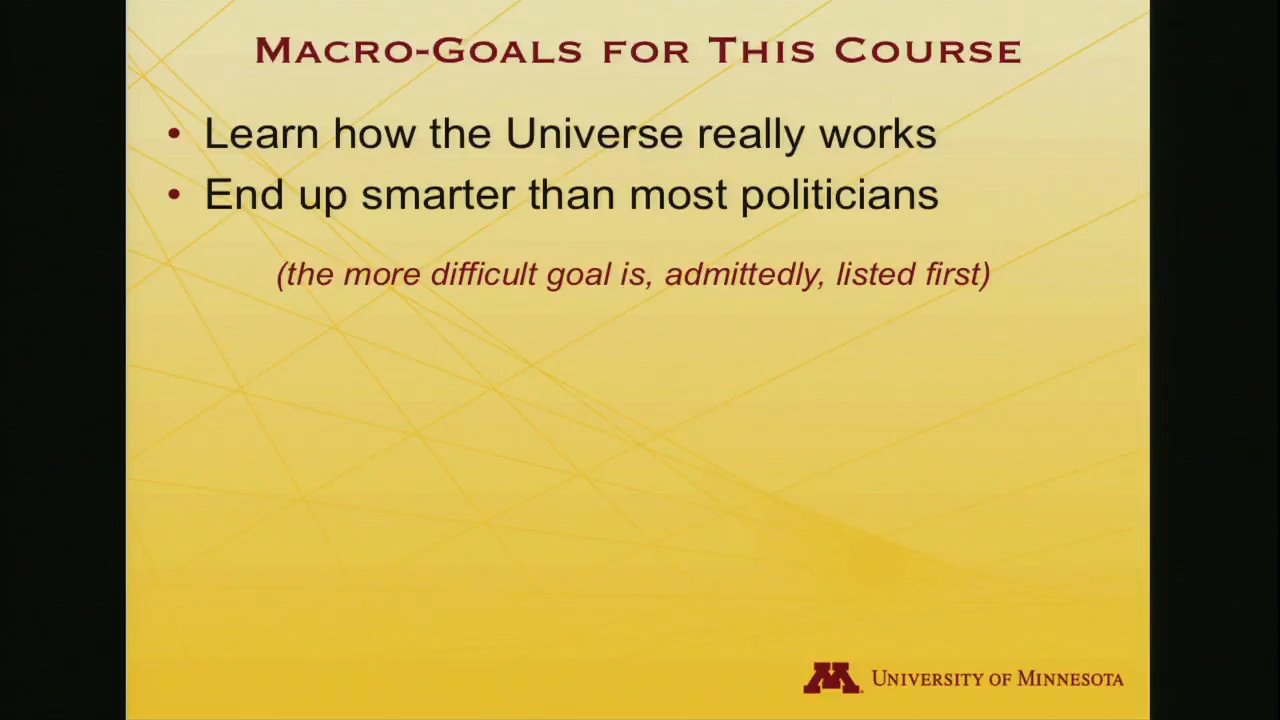 MACRO-GOALS FOR THIS COURSE
• Learn how the Universe really works
• End up smarter than most politicians
(the more difficult goal is, admittedly, listed first)
M UNIVERSITY OF MINNESOTA